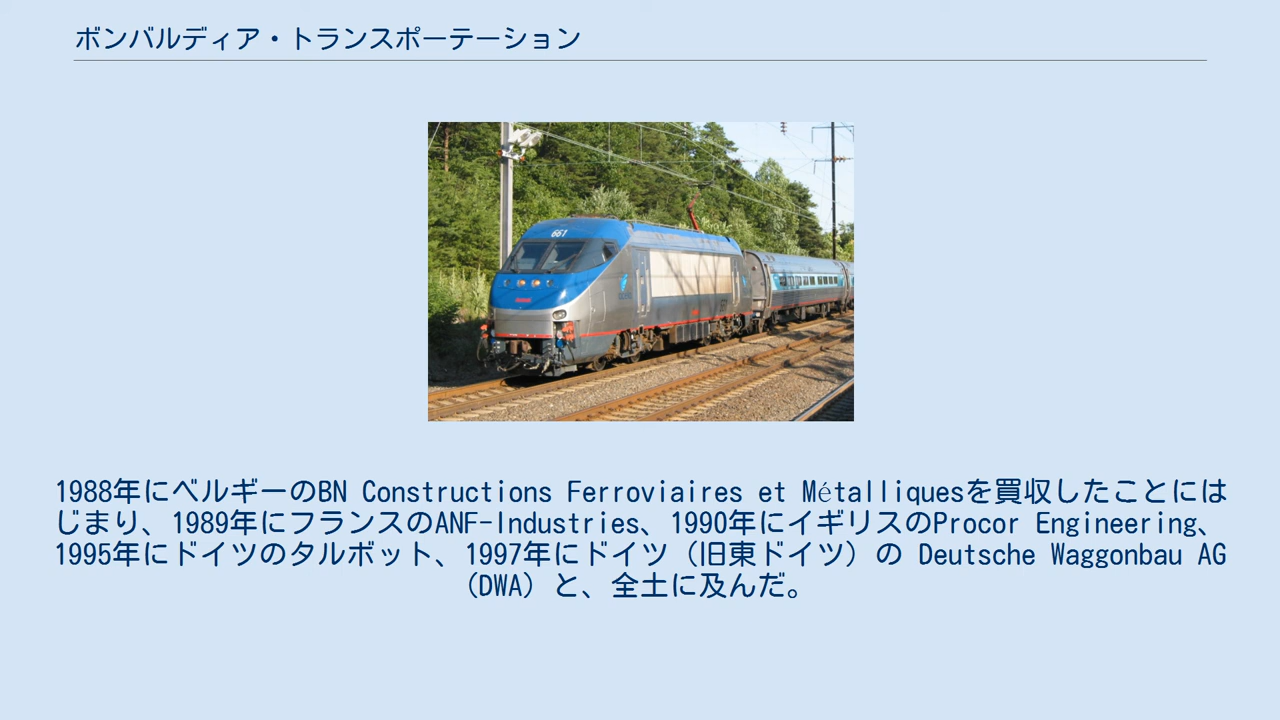 ボンバルディア・トランスポーテーション
661
1988年にベルギーのBN Constructions Ferroviaires et Métalliquesを買収したことには
じまり、1989年にフランスのANF-Industries、1990年にイギリスのProcor Engineering、
1995年にドイツのタルボット、1997年にドイツ（旧東ドイツ）の Deutsche Waggonbau AG
（DWA）と、全土に及んだ。